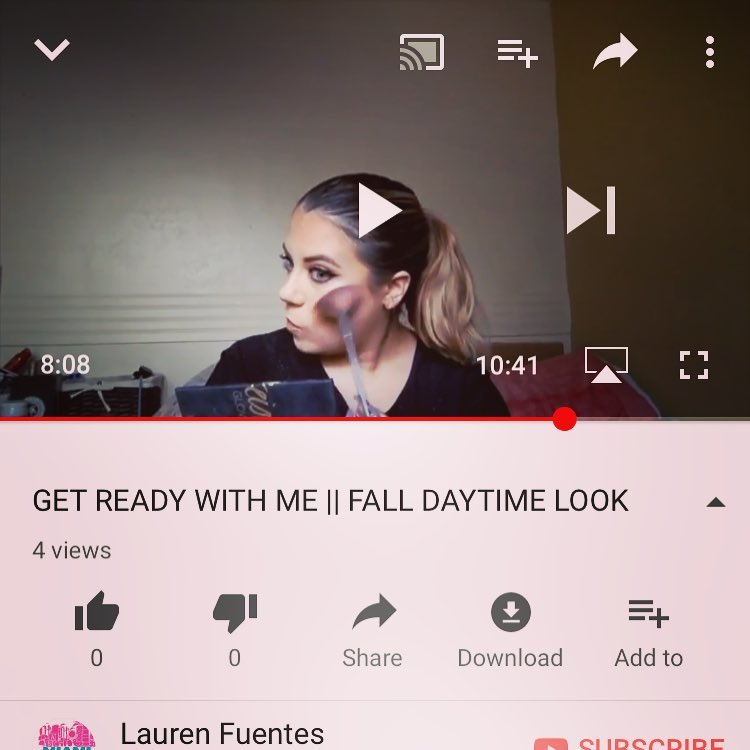 8:08
10:41
GET READY WITH ME || FALL DAYTIME LOOK
4 views
0
0
Share
Download
Add to
Lauren Fuentes
MIAMI
SUBSCRIBE